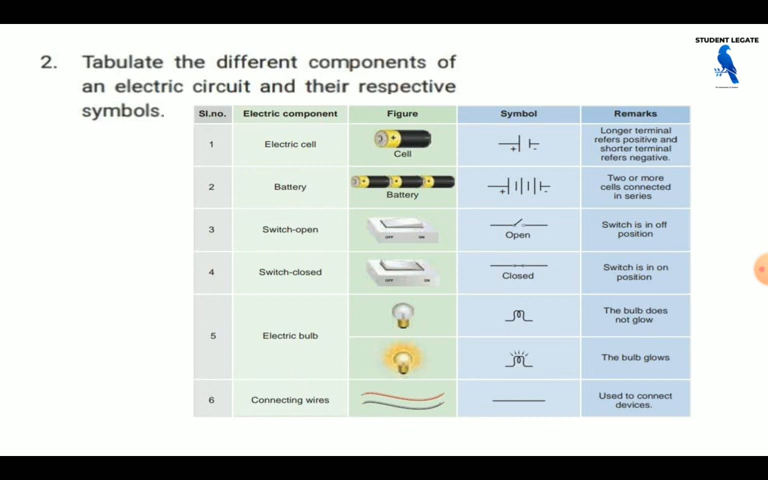 STUDENT LEGATE
2. Tabulate the different components of
an electric circuit and their respective
symbols.
Sl.no. Electric component Figure Symbol Remarks
1 Electric cell Cell + - Longer terminal
refers positive and
shorter terminal
refers negative.
2 Battery Battery + - Two or more
cells connected
in series
3 Switch-open OFF ON Open Switch is in off
position
4 Switch-closed OFF ON Closed Switch is in on
position
5 Electric bulb The bulb does
not glow
The bulb glows
6 Connecting wires Used to connect
devices.